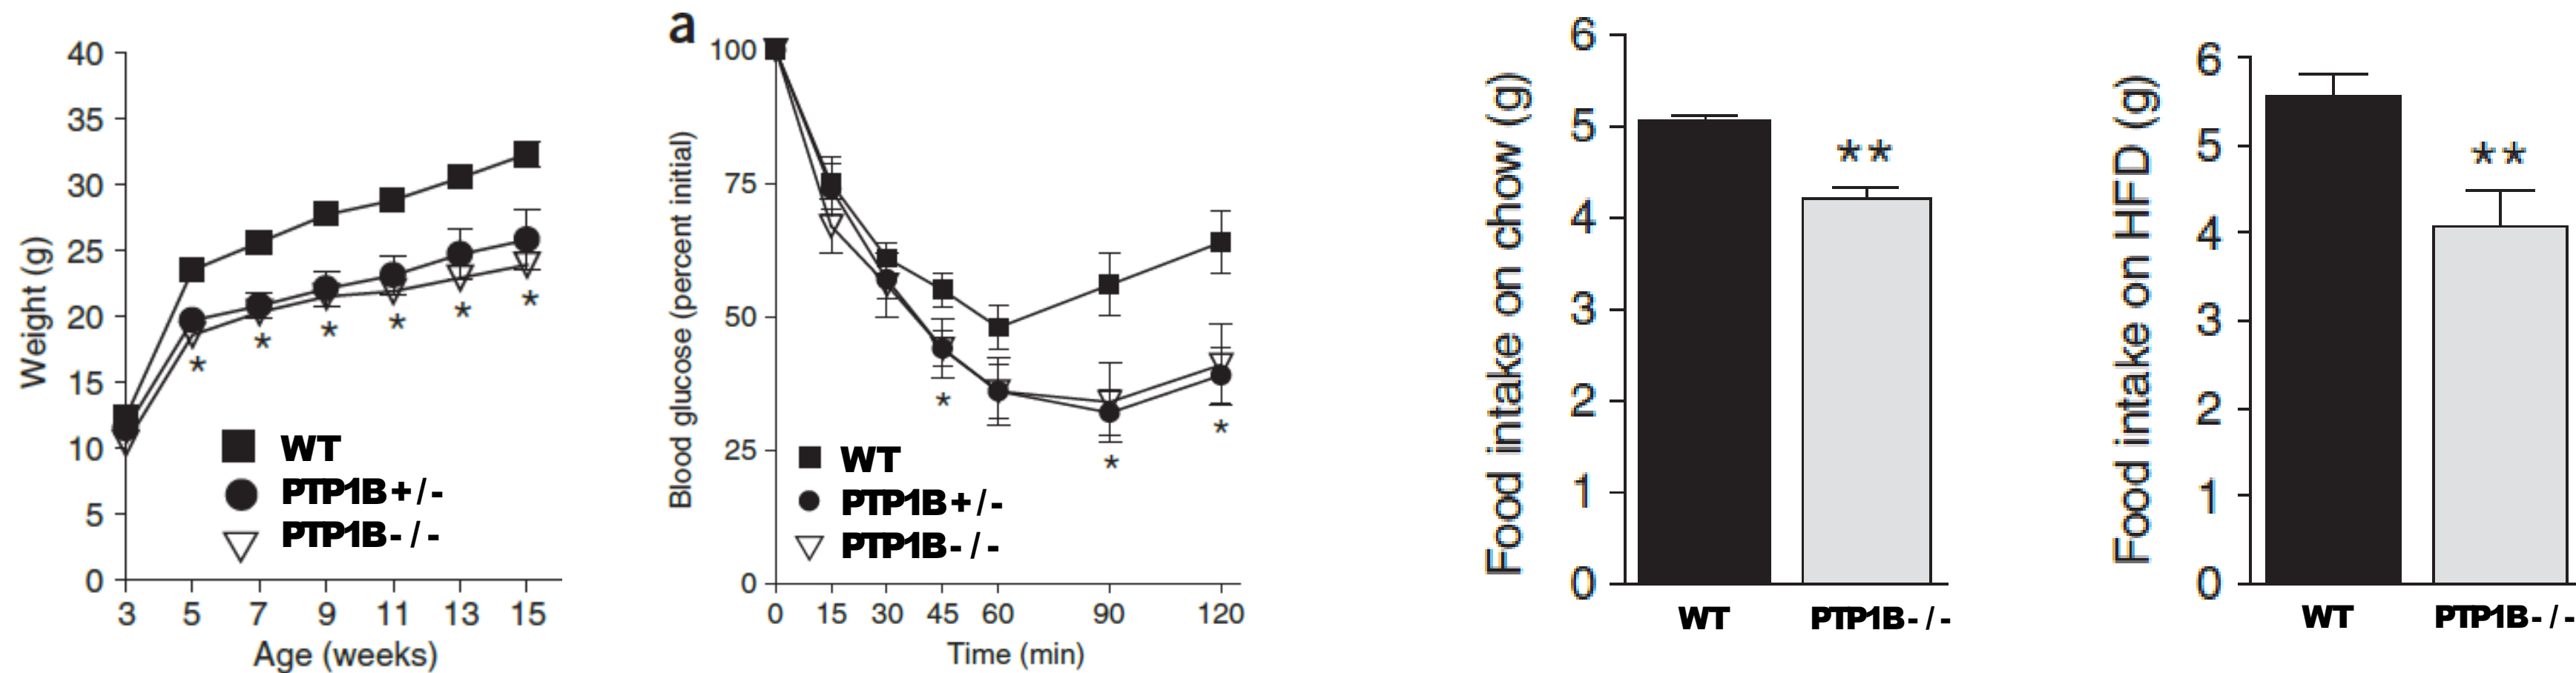 Weight (g)
40
35
30
25
20
15
10
5
0
*
*
*
*
*
*
WT
PTP1B+/-
PTP1B-/-
3 5 7 9 11 13 15
Age (weeks)
a
Blood glucose (percent initial)
100
75
50
25
0
*
*
*
WT
PTP1B+/-
PTP1B-/-
0 15 30 45 60 90 120
Time (min)
Food intake on chow (g)
6
5
4
3
2
1
0
**
WT PTP1B-/-
Food intake on HFD (g)
6
5
4
3
2
1
0
**
WT PTP1B-/-